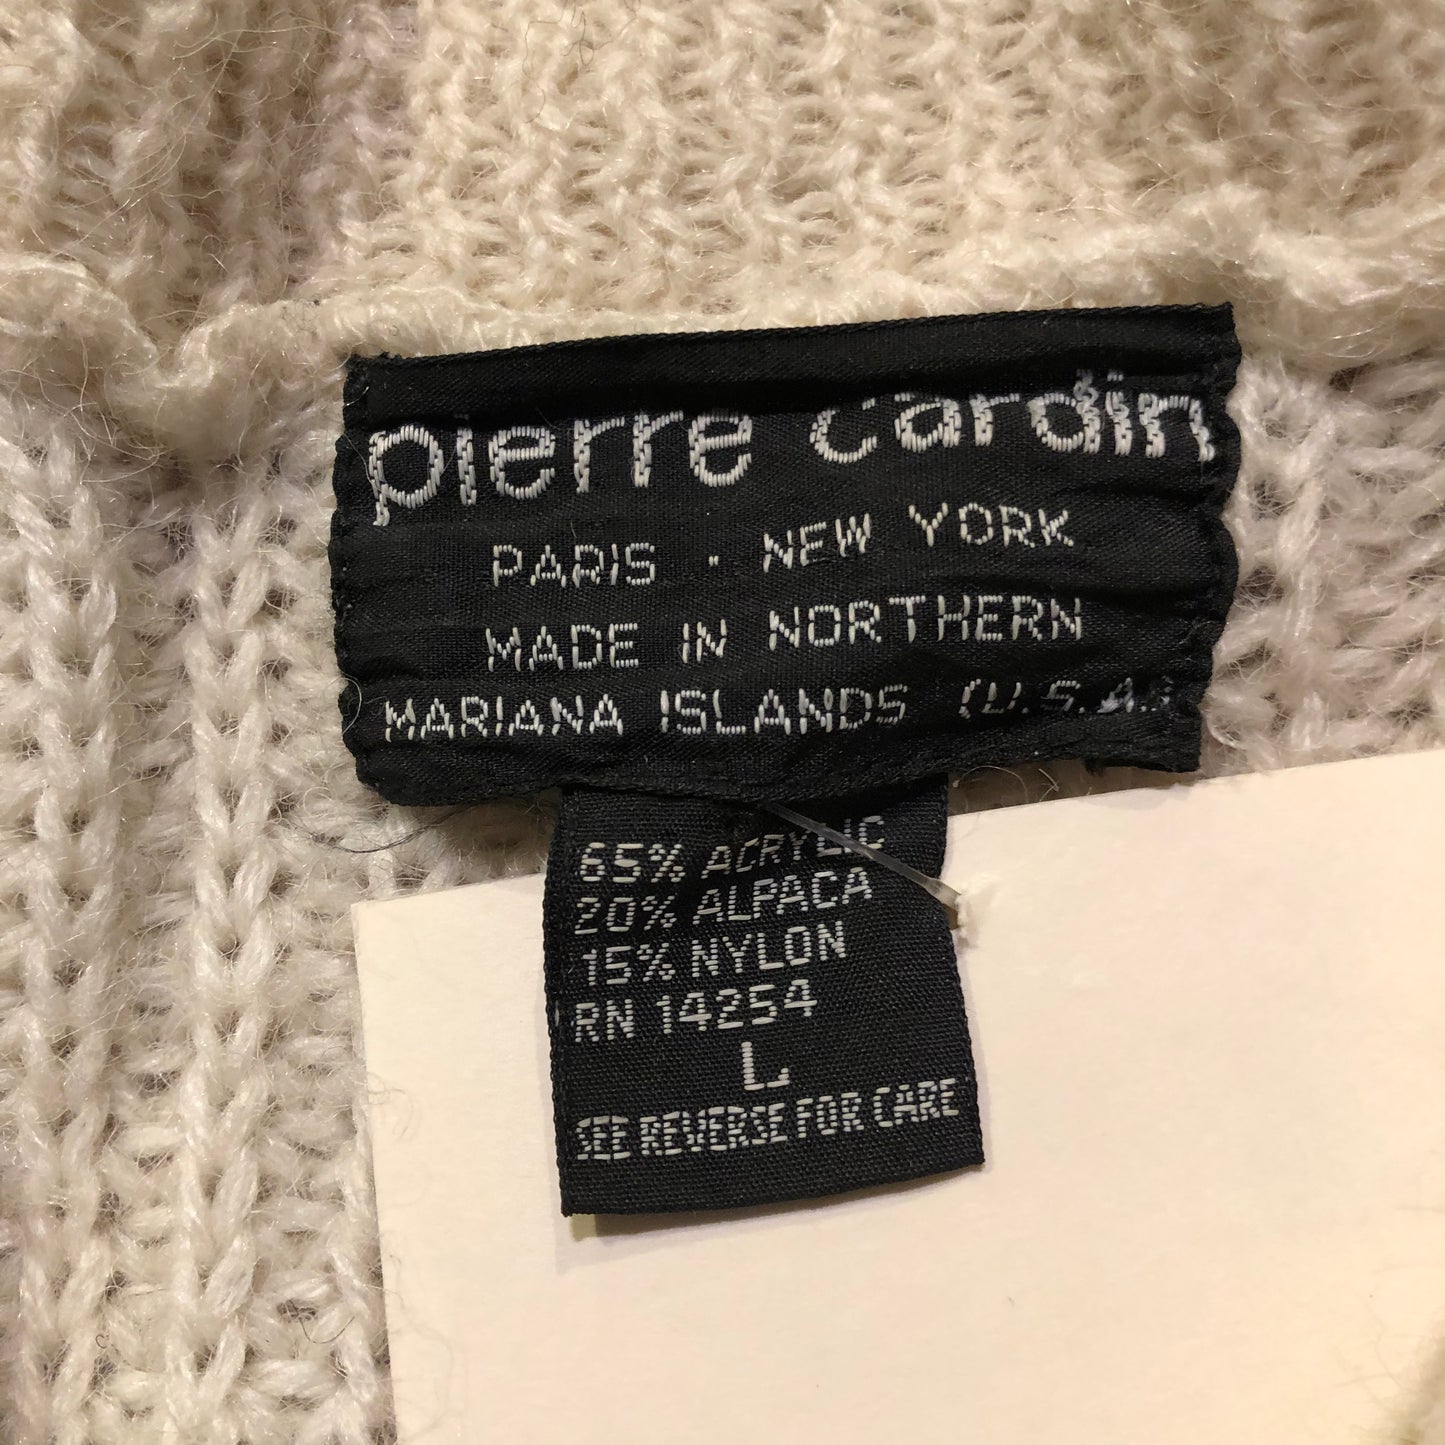 pierre cardin
PARIS · NEW YORK
MADE IN NORTHERN
MARIANA ISLANDS (U.S.A.)
65% ACRYLIC
20% ALPACA
15% NYLON
RN 14254
L
SEE REVERSE FOR CARE